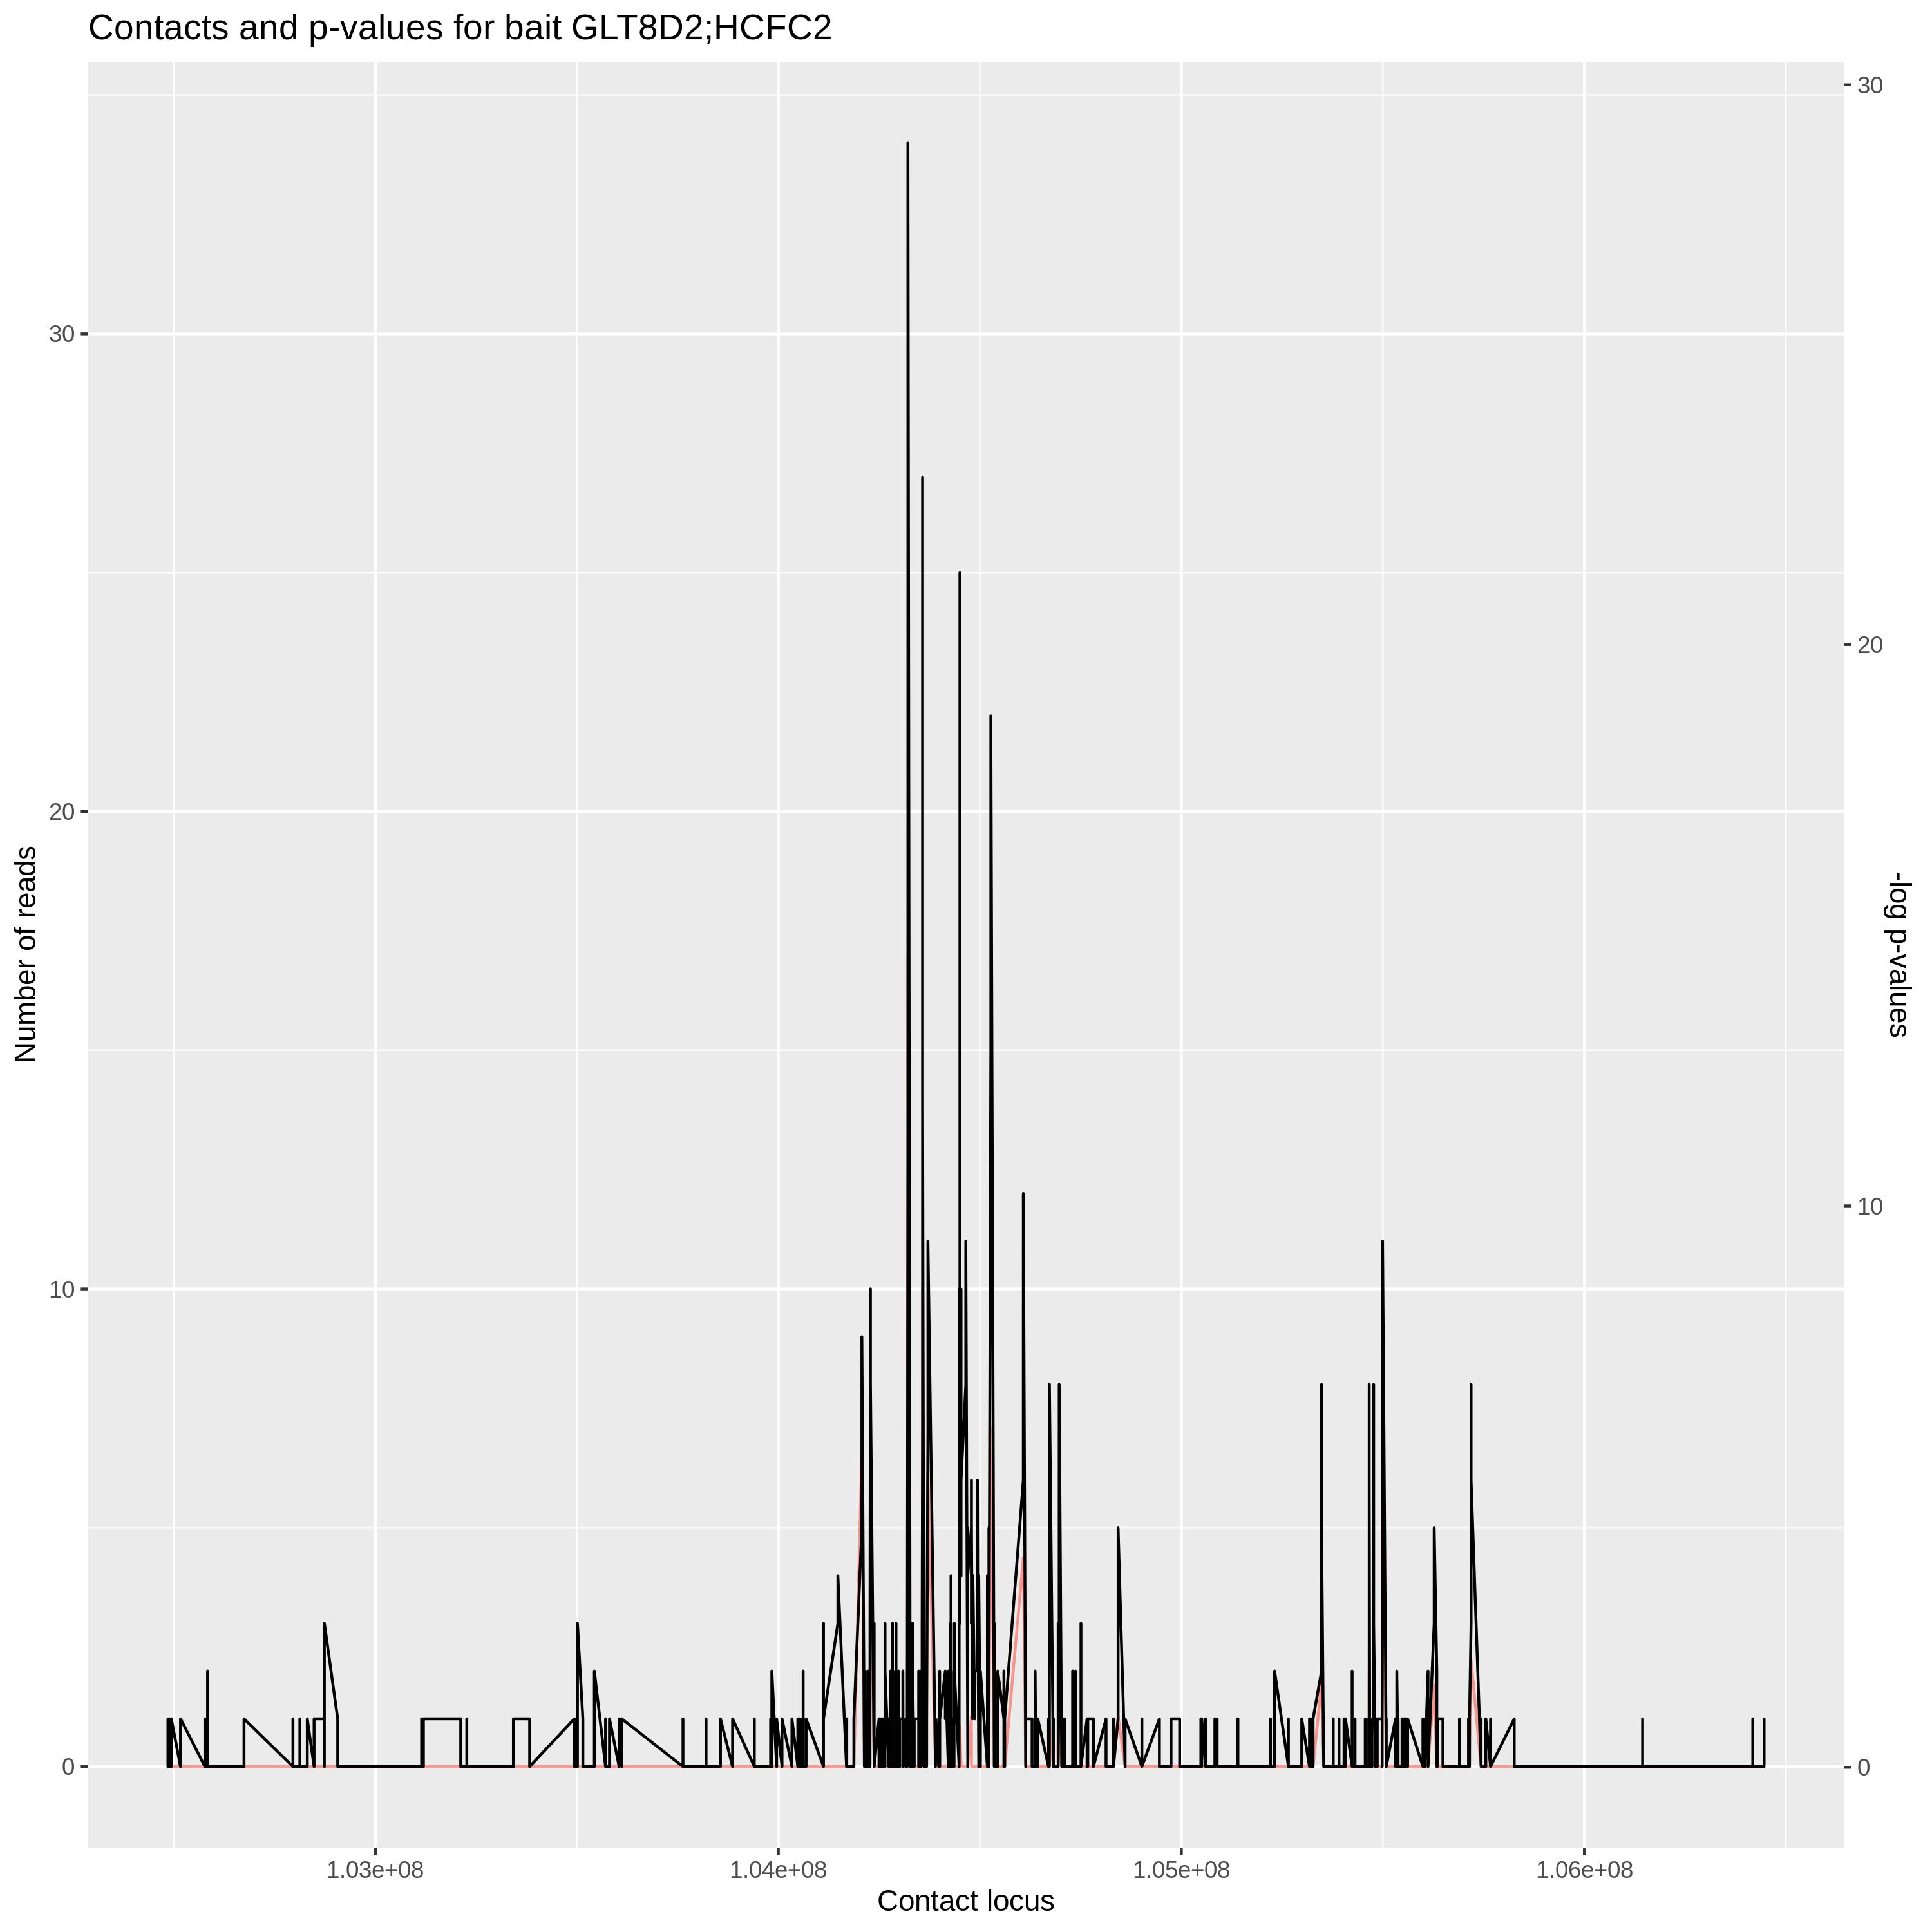 Contacts and p-values for bait GLT8D2;HCFC2
30
20
10
0
Number of reads
30
20
10
0
-log p-values
1.03e+08
1.04e+08
1.05e+08
1.06e+08
Contact locus